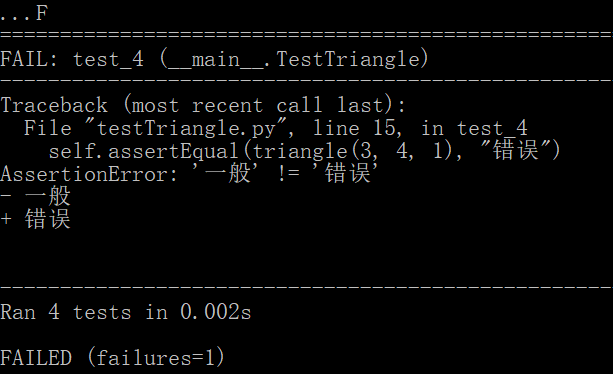 ...F
======================================================
FAIL: test_4 (__main__.TestTriangle)
------------------------------------------------------
Traceback (most recent call last):
  File "testTriangle.py", line 15, in test_4
    self.assertEqual(triangle(3, 4, 1), "错误")
AssertionError: '一般' != '错误'
- 一般
+ 错误
------------------------------------------------------
Ran 4 tests in 0.002s
FAILED (failures=1)